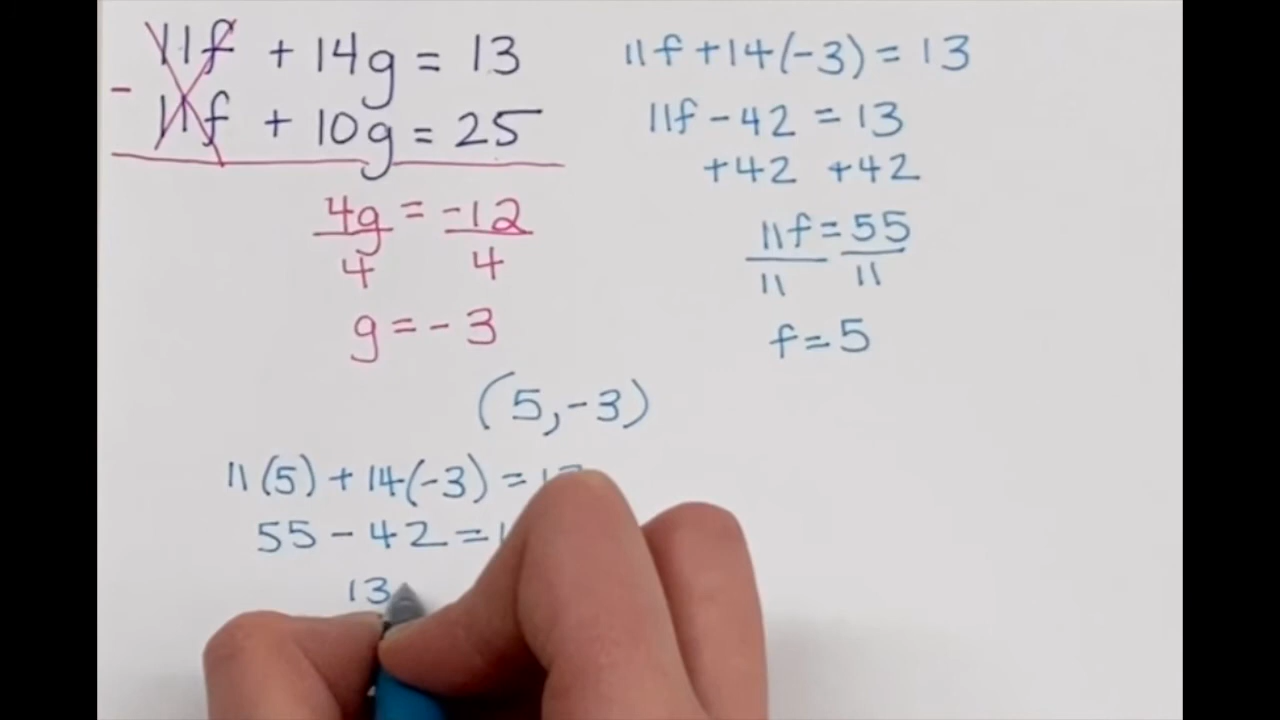 11f + 14g = 13
- 11f + 10g = 25
4g = -12
4 4
g = - 3
11f + 14(-3) = 13
11f - 42 = 13
+42 +42
11f = 55
11 11
f = 5
(5, -3)
11(5) + 14(-3) =
55 - 42 =
13